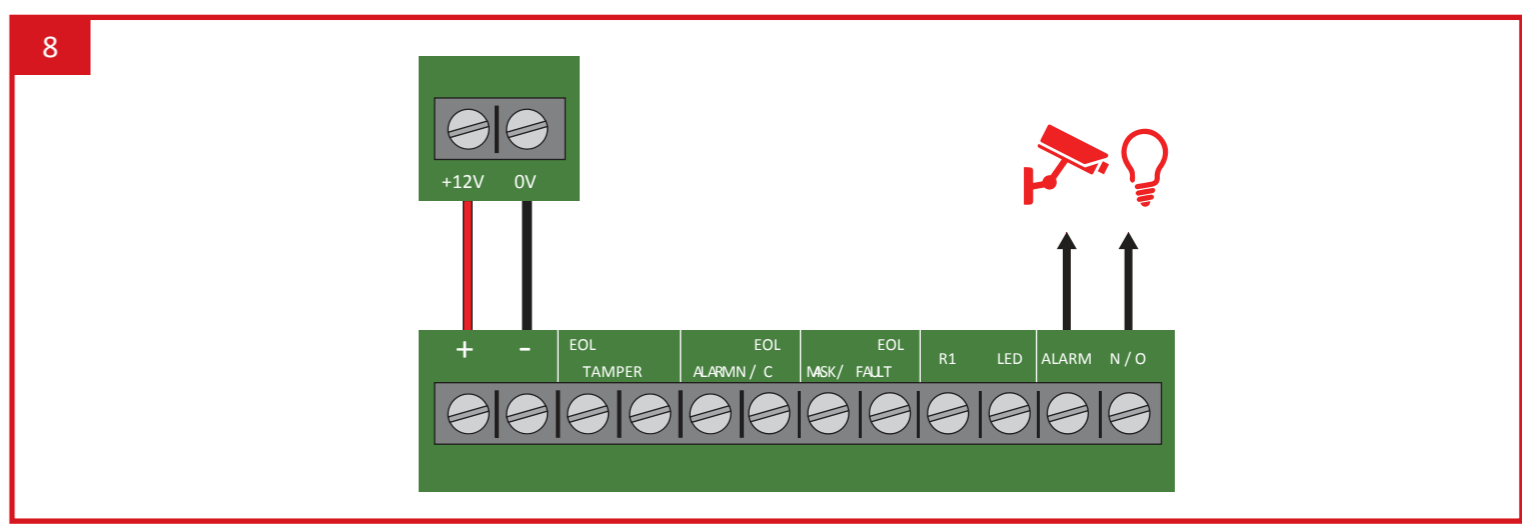 8
+12V 0V
+ - EOL EOL EOL R1 LED ALARM N / O
TAMPER ALARMN / C MASK/ FAULT